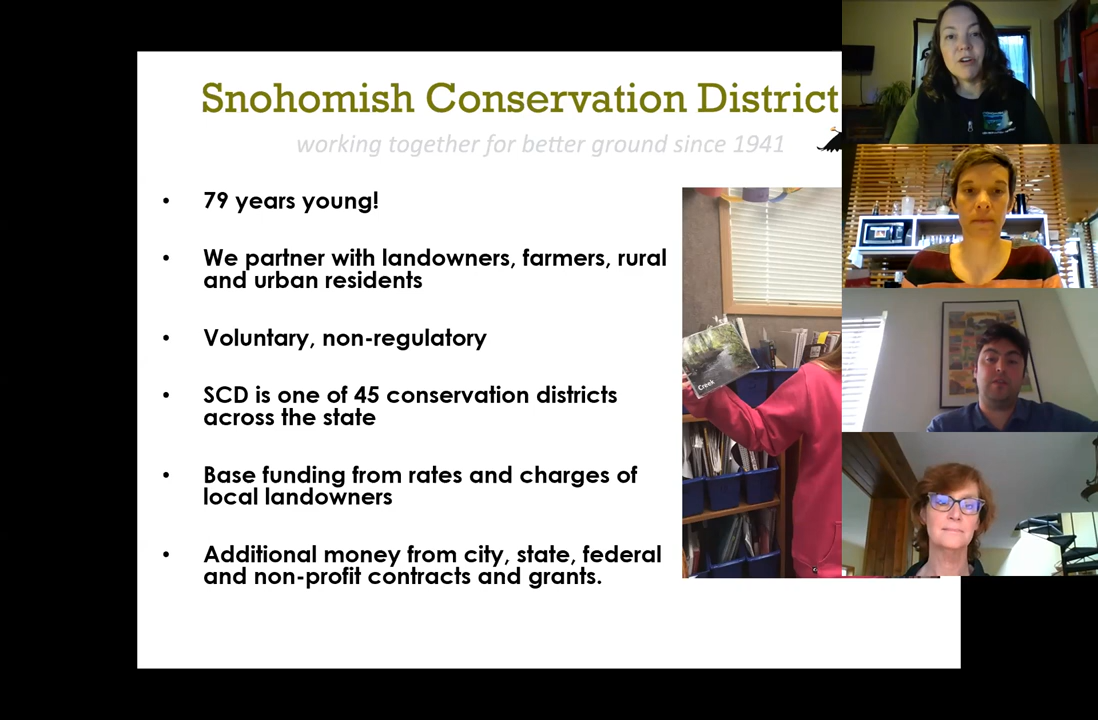 Snohomish Conservation District
working together for better ground since 1941
• 79 years young!
• We partner with landowners, farmers, rural
and urban residents
• Voluntary, non-regulatory
• SCD is one of 45 conservation districts
across the state
• Base funding from rates and charges of
local landowners
• Additional money from city, state, federal
and non-profit contracts and grants.
Creek